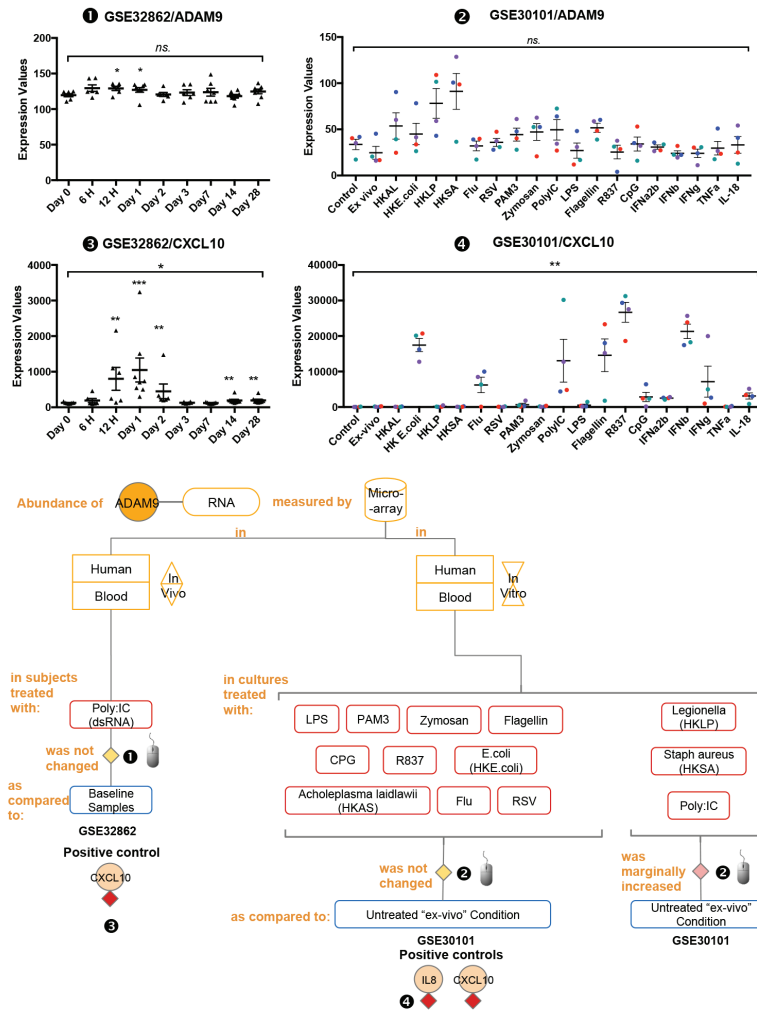 ❶ GSE32862/ADAM9
ns.
* *
Expression Values
200
150
100
50
0
Day 0
6 H
12 H
Day 1
Day 2
Day 3
Day7
Day 14
Day 28
❷ GSE30101/ADAM9
ns.
Expression Values
150
100
50
0
Control
Ex vivo
HKAL
HKE.coli
HKLP
HKSA
Flu
RSV
PAM3
Zymosan
PolyIC
LPS
Flagellin
R837
CpG
IFNa2b
IFNb
IFNg
TNFa
IL-18
❸ GSE32862/CXCL10
*
** *** ** ** **
Expression Values
4000
3000
2000
1000
0
Day 0
6 H
12 H
Day 1
Day 2
Day 3
Day7
Day 14
Day 28
❹ GSE30101/CXCL10
**
Expression Values
40000
30000
20000
10000
0
Control
Ex-vivo
HKAL
HK E.coli
HKLP
HKSA
Flu
RSV
PAM3
Zymosan
PolyIC
LPS
Flagellin
R837
CpG
IFNa2b
IFNb
IFNg
TNFa
IL-18
Abundance of ADAM9 RNA measured by Micro-
-array
in in
Human
Blood
In
Vivo
Human
Blood
In
Vitro
in subjects
treated
with:
Poly:IC
(dsRNA)
was not
changed
❶
as
compared
to:
Baseline
Samples
GSE32862
Positive control
CXCL10
❸
in cultures
treated
with:
LPS PAM3 Zymosan Flagellin
CPG R837 E.coli
(HKE.coli)
Acholeplasma laidlawii
(HKAS)
Flu RSV
was not
changed
❷
as compared to: Untreated “ex-vivo” Condition
GSE30101
Positive controls
IL8 CXCL10
❹
Legionella
(HKLP)
Staph aureus
(HKSA)
Poly:IC
was
marginally
increased
❷
Untreated “ex-vivo”
Condition
GSE30101